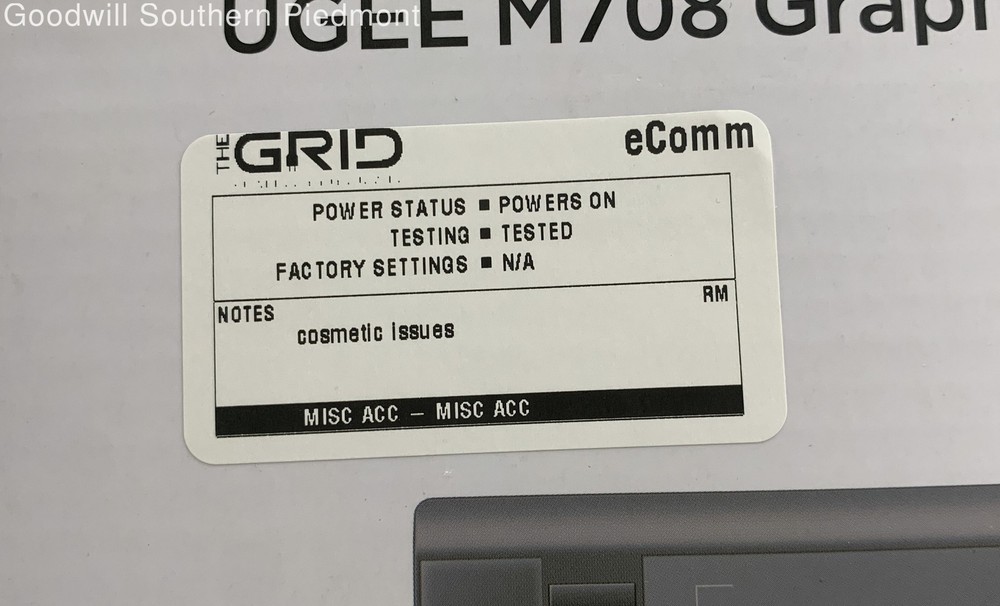 Goodwill Southern Piedmont
UGEE M708 Graph
THE GRID
eComm
POWER STATUS ■ POWERS ON
TESTING ■ TESTED
FACTORY SETTINGS ■ N/A
NOTES
RM
cosmetic issues
MISC ACC — MISC ACC